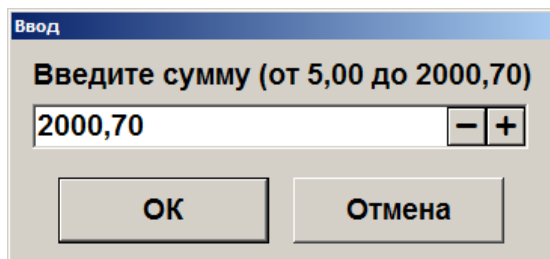 Ввод
Введите сумму (от 5,00 до 2000,70)
2000,70 − +
ОК Отмена